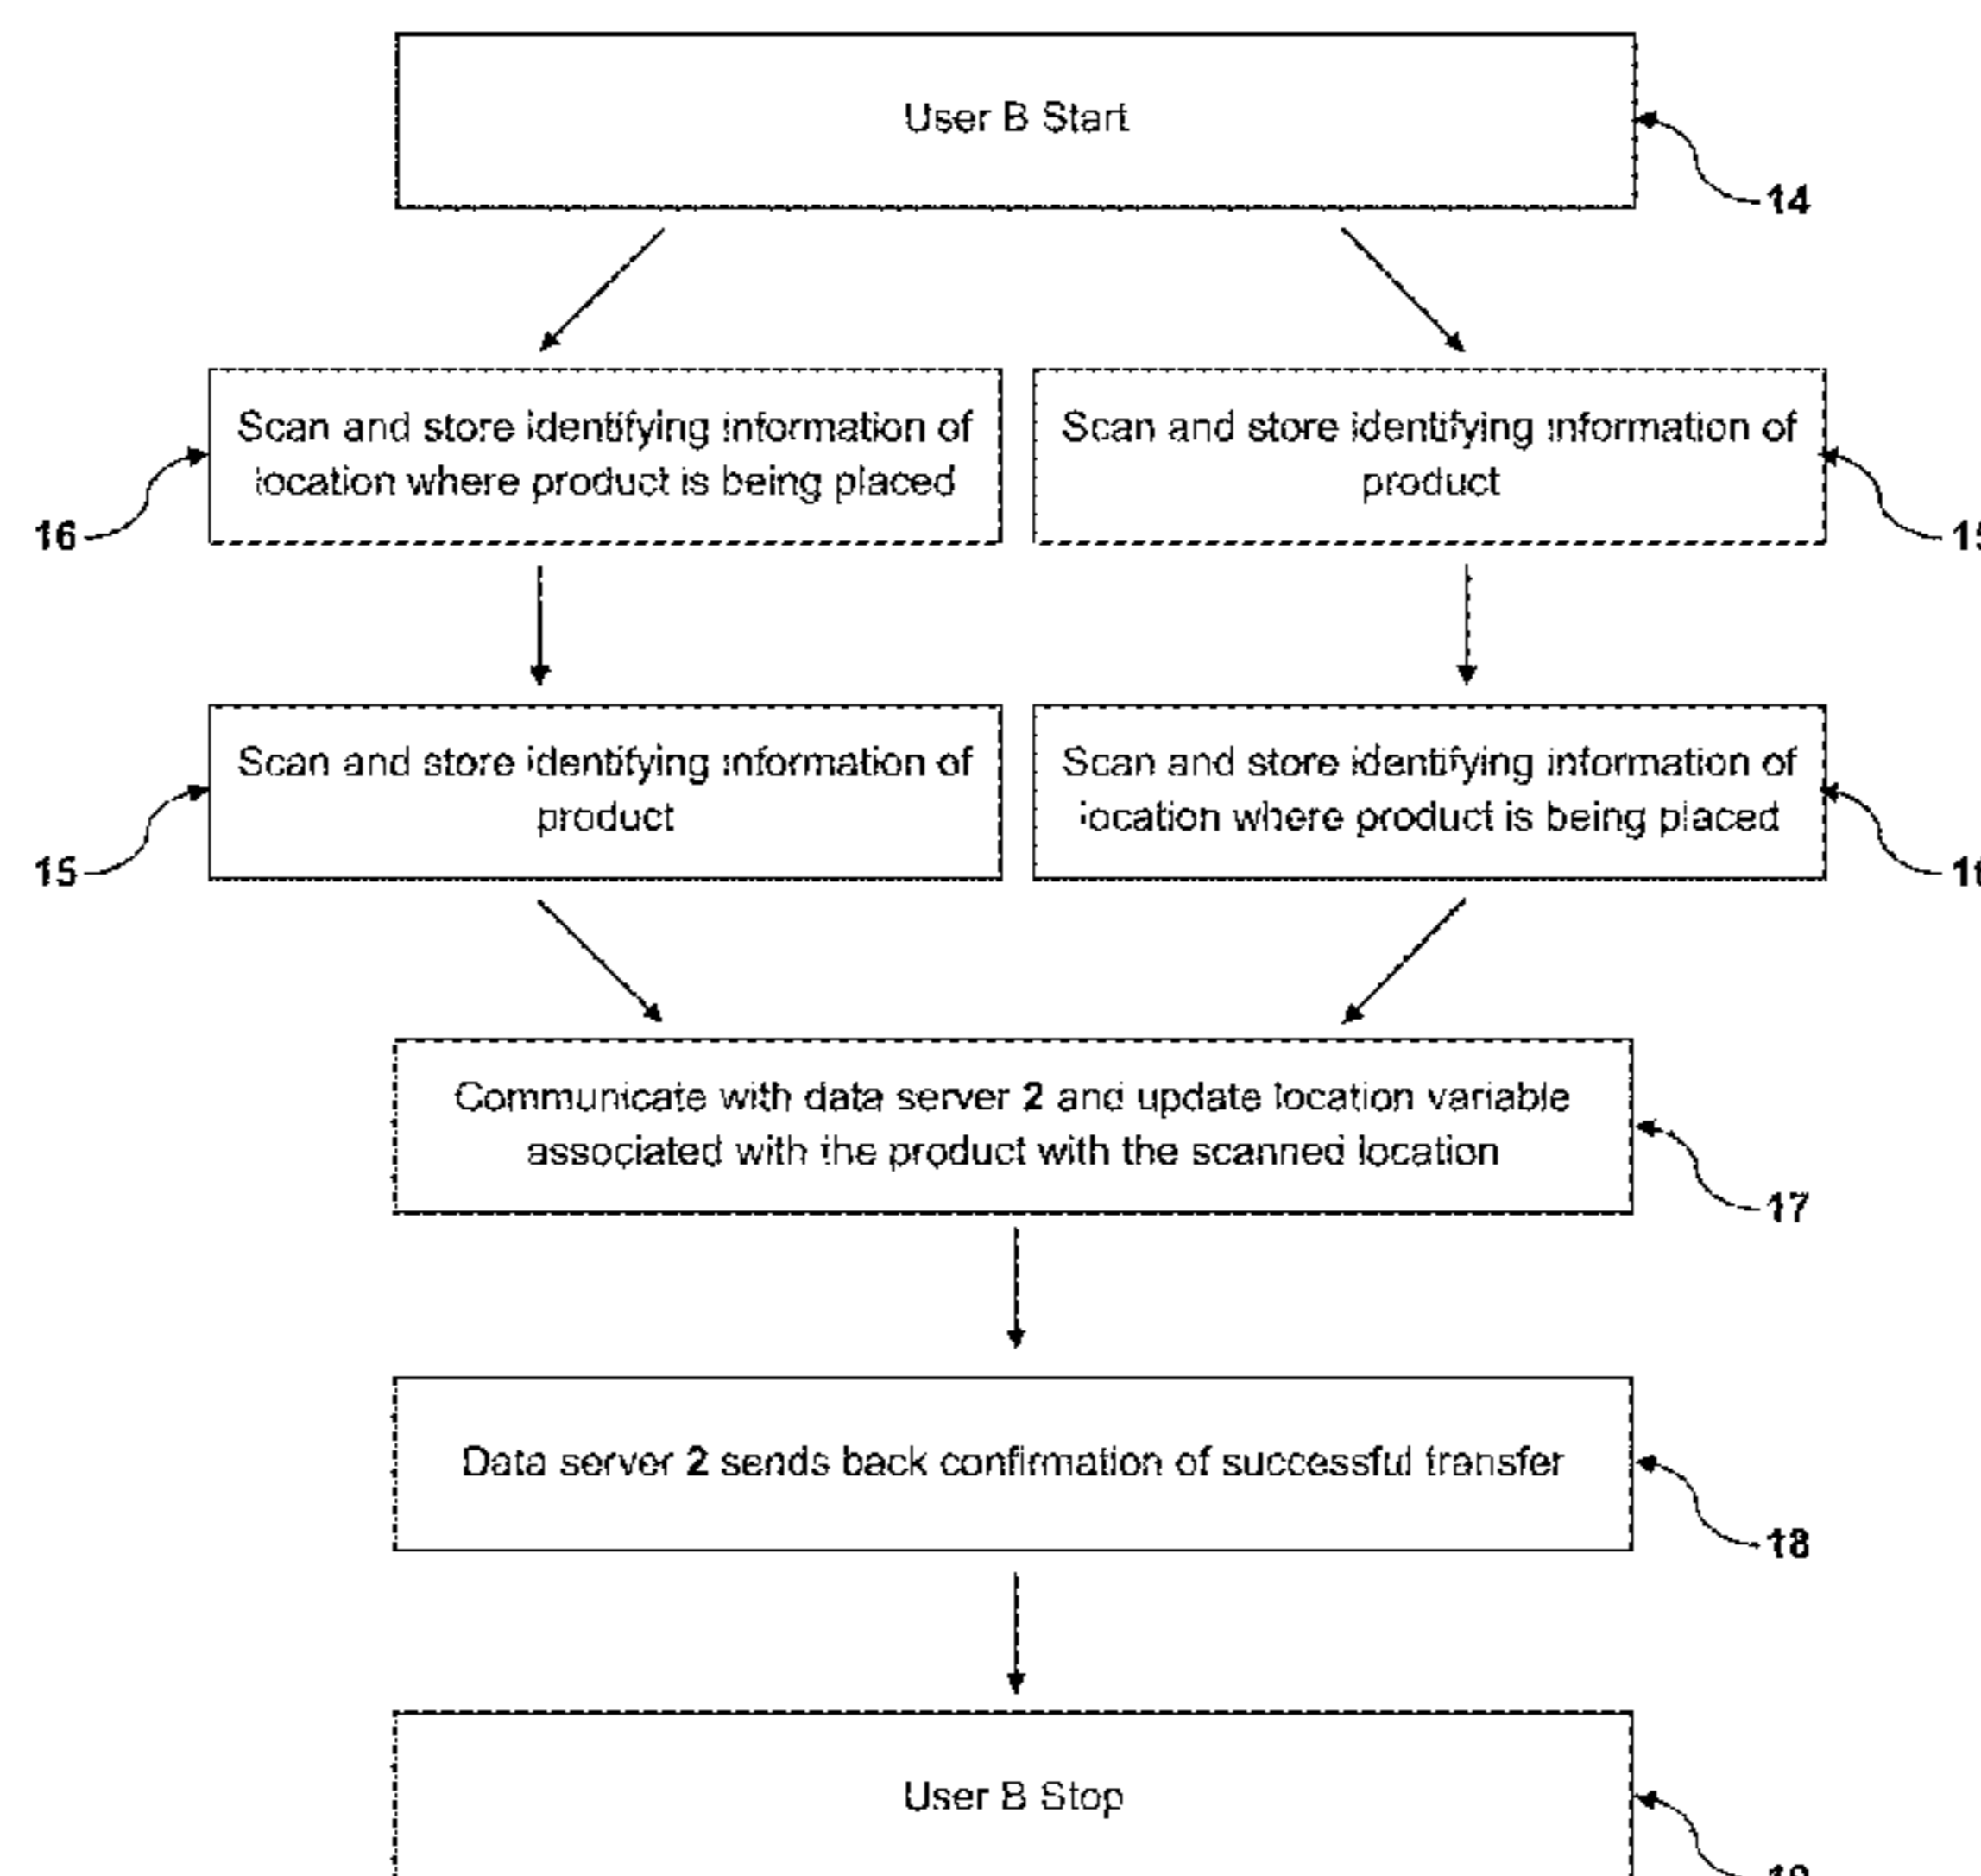 User B Start
14
Scan and store identifying information of
location where product is being placed
16
Scan and store identifying information of
product
Scan and store identifying information of
product
15
Scan and store identifying information of
location where product is being placed
Communicate with data server 2 and update location variable
associated with the product with the scanned location
17
Data server 2 sends back confirmation of successful transfer
18
User B Stop